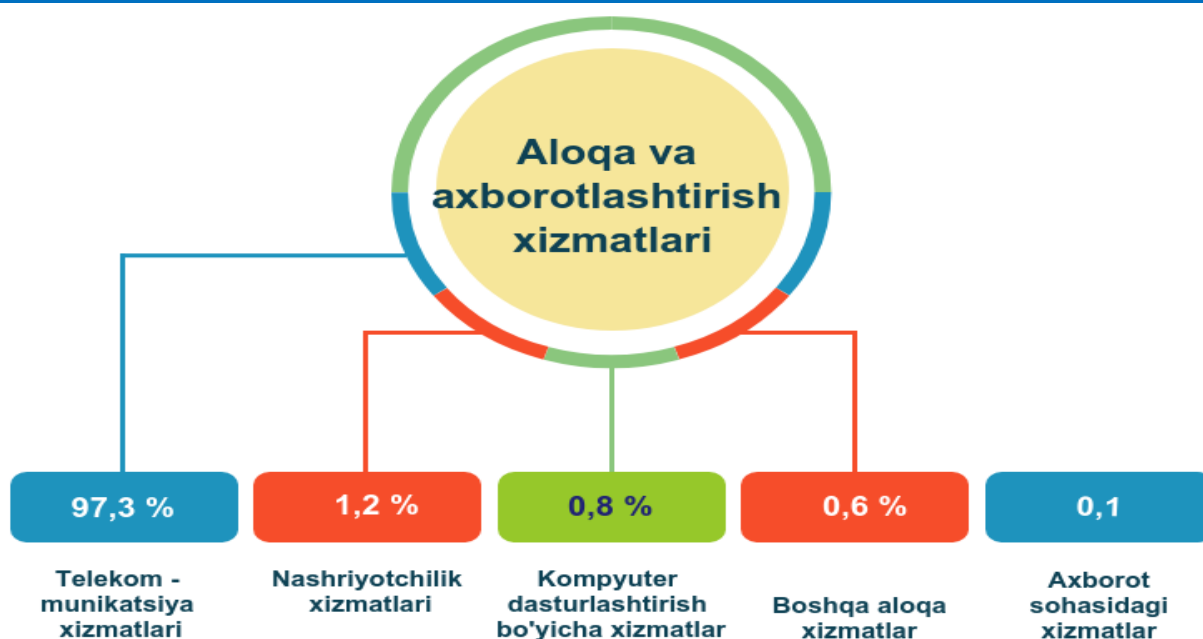 Aloqa va
axborotlashtirish
xizmatlari
97,3 %
1,2 %
0,8 %
0,6 %
0,1
Telekom -
munikatsiya
xizmatlari
Nashriyotchilik
xizmatlari
Kompyuter
dasturlashtirish
bo'yicha xizmatlar
Boshqa aloqa
xizmatlar
Axborot
sohasidagi
xizmatlar